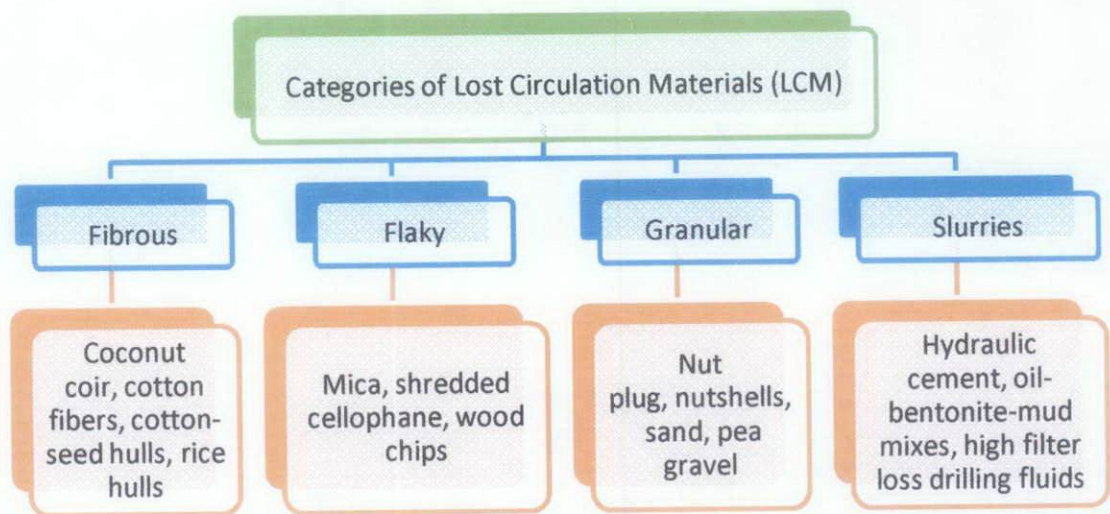 Categories of Lost Circulation Materials (LCM)
Fibrous
Flaky
Granular
Slurries
Coconut
coir, cotton
fibers, cotton-
seed hulls, rice
hulls
Mica, shredded
cellophane, wood
chips
Nut
plug, nutshells,
sand, pea
gravel
Hydraulic
cement, oil-
bentonite-mud
mixes, high filter
loss drilling fluids